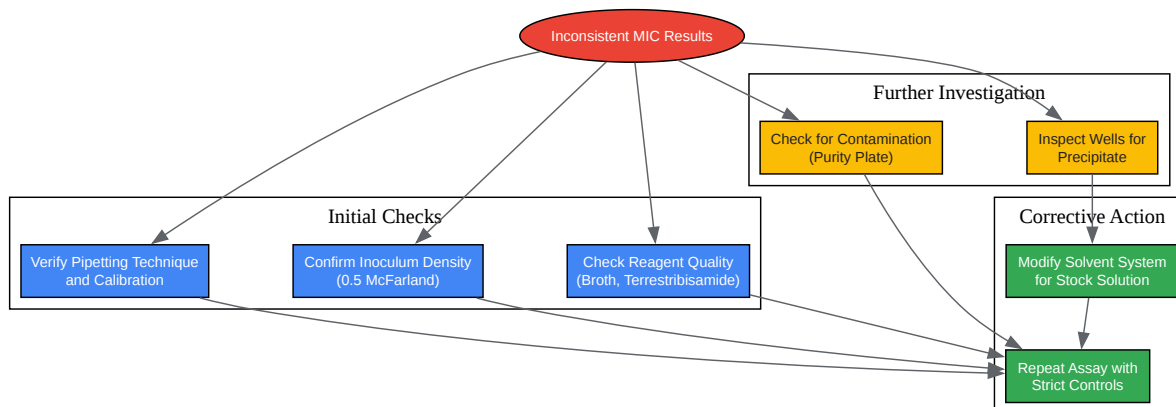 Inconsistent MIC Results
Further Investigation
Check for Contamination
(Purity Plate)
Inspect Wells for
Precipitate
Initial Checks
Verify Pipetting Technique
and Calibration
Confirm Inoculum Density
(0.5 McFarland)
Check Reagent Quality
(Broth, Terrestribisamide)
Corrective Action
Modify Solvent System
for Stock Solution
Repeat Assay with
Strict Controls